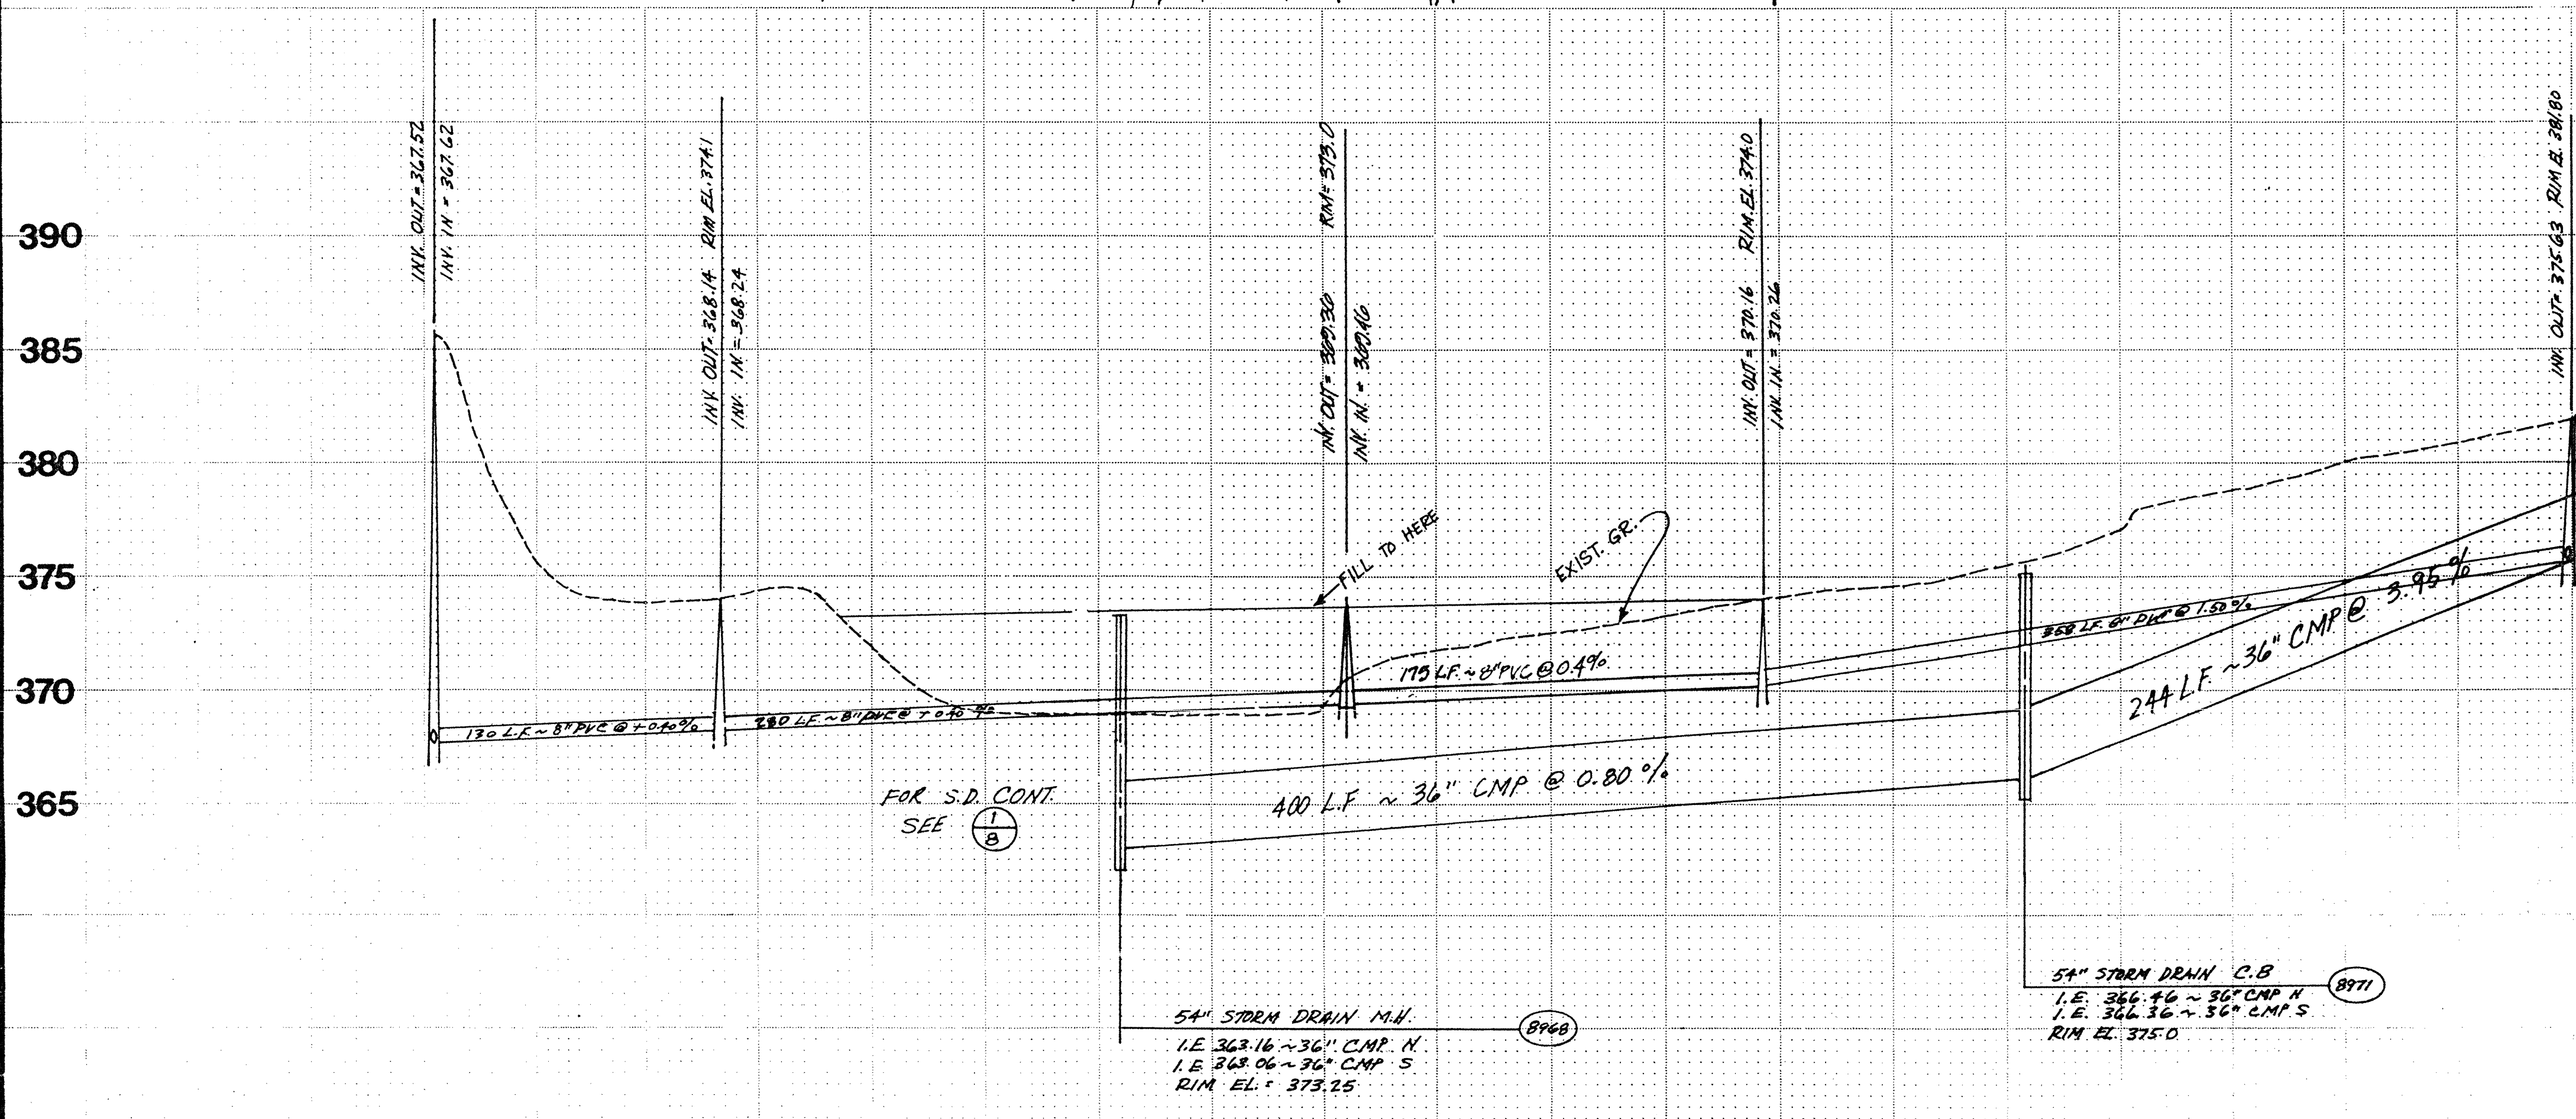 INV. OUT = 367.52
INV. IN = 367.62
INV. OUT = 368.14 RIM EL. 374.1
INV. IN = 368.24
INV. OUT = 369.36 RIM = 373.0
INV. IN. = 369.46
INV. OUT = 370.16 RIM. EL. 374.0
INV. IN. = 370.26
INV. OUT = 375.63 RIM EL. 381.80
390
385
380
375
370
365
FILL TO HERE
EXIST. GR.
130 L.F. ~ 8" PVC @ + 0.40 %
280 L.F. ~ 8" PVC @ + 0.40 %
175 L.F. ~ 8" PVC @ 0.4%
358 L.F. 8" PVC @ 1.50%
244 L.F. ~ 36" CMP @ 3.95 %
400 L.F ~ 36" CMP @ 0.80 %
FOR S.D. CONT.
SEE 1
8
54" STORM DRAIN M.H.
8968
I.E 363.16 ~ 36" CMP N
I.E 363.06 ~ 36" CMP S
RIM EL. = 373.25
54" STORM DRAIN C.B
8971
I.E. 366.46 ~ 36" CMP N
I.E. 366.36 ~ 36" CMP S
RIM EL. 375.0